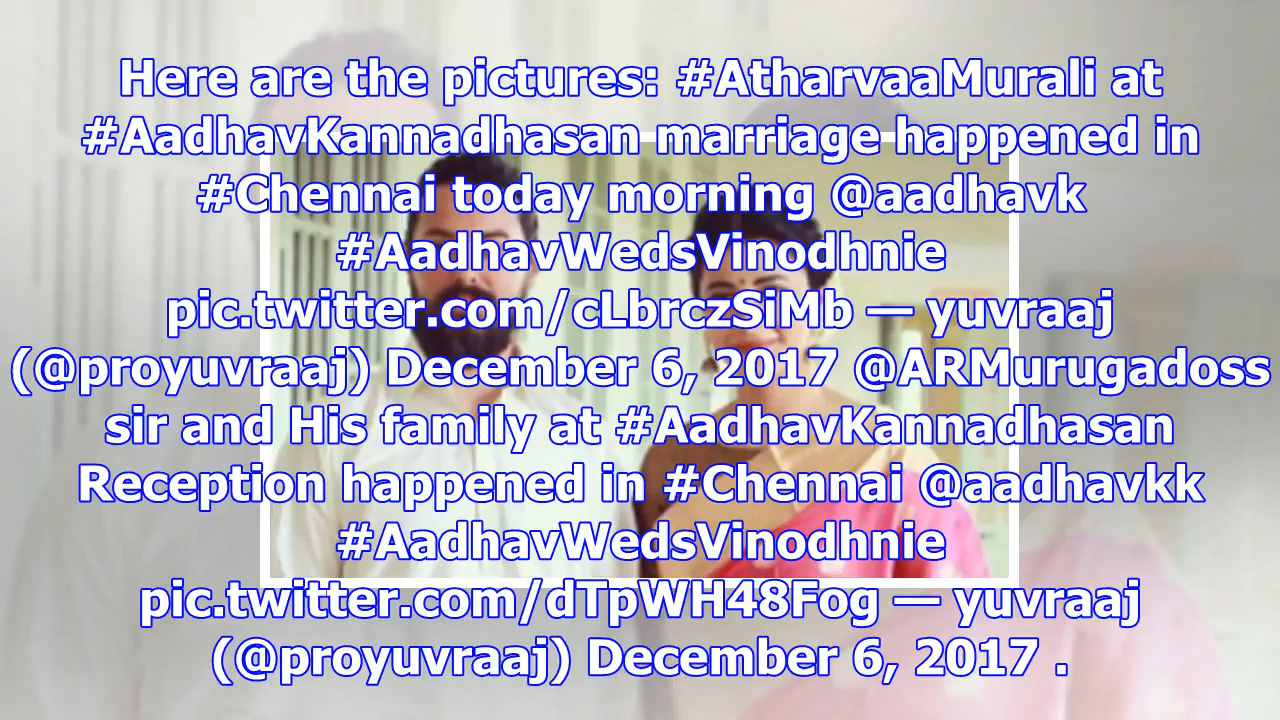 Here are the pictures: #AtharvaaMurali at
#AadhavKannadhasan marriage happened in
#Chennai today morning @aadhavk
#AadhavWedsVinodhnie
pic.twitter.com/cLbrczSiMb — yuvraaj
(@proyuvraaj) December 6, 2017 @ARMurugadoss
sir and His family at #AadhavKannadhasan
Reception happened in #Chennai @aadhavkk
#AadhavWedsVinodhnie
pic.twitter.com/dTpWH48Fog — yuvraaj
(@proyuvraaj) December 6, 2017 .